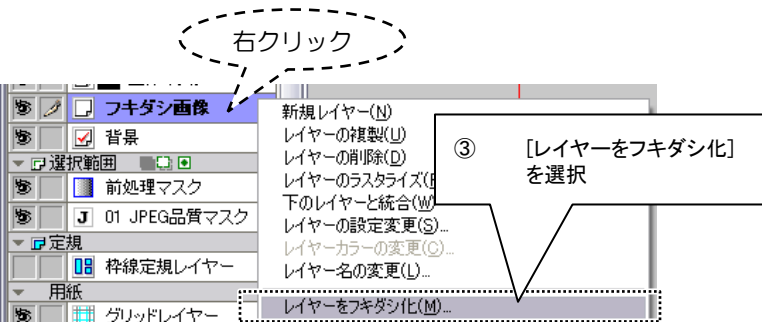 右クリック
フキダシ画像
背景
選択範囲
前処理マスク
J 01 JPEG品質マスク
定規
枠線定規レイヤー
用紙
グリッドレイヤー
新規レイヤー(N)
レイヤーの複製(U)
レイヤーの削除(D)
レイヤーのラスタライズ(
下のレイヤーと統合(W)
レイヤーの設定変更(S)...
レイヤーカラーの変更(C)...
レイヤー名の変更(L)...
レイヤーをフキダシ化(M)...
③ [レイヤーをフキダシ化]
を選択